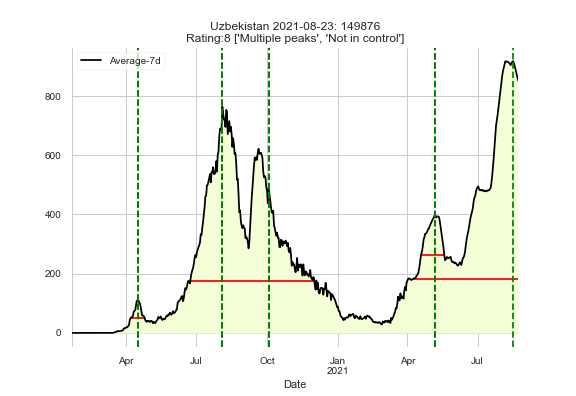 Uzbekistan 2021-08-23: 149876
Rating:8 ['Multiple peaks', 'Not in control']
Average-7d
800
600
400
200
0
Apr Jul Oct Jan Apr Jul
2021
Date